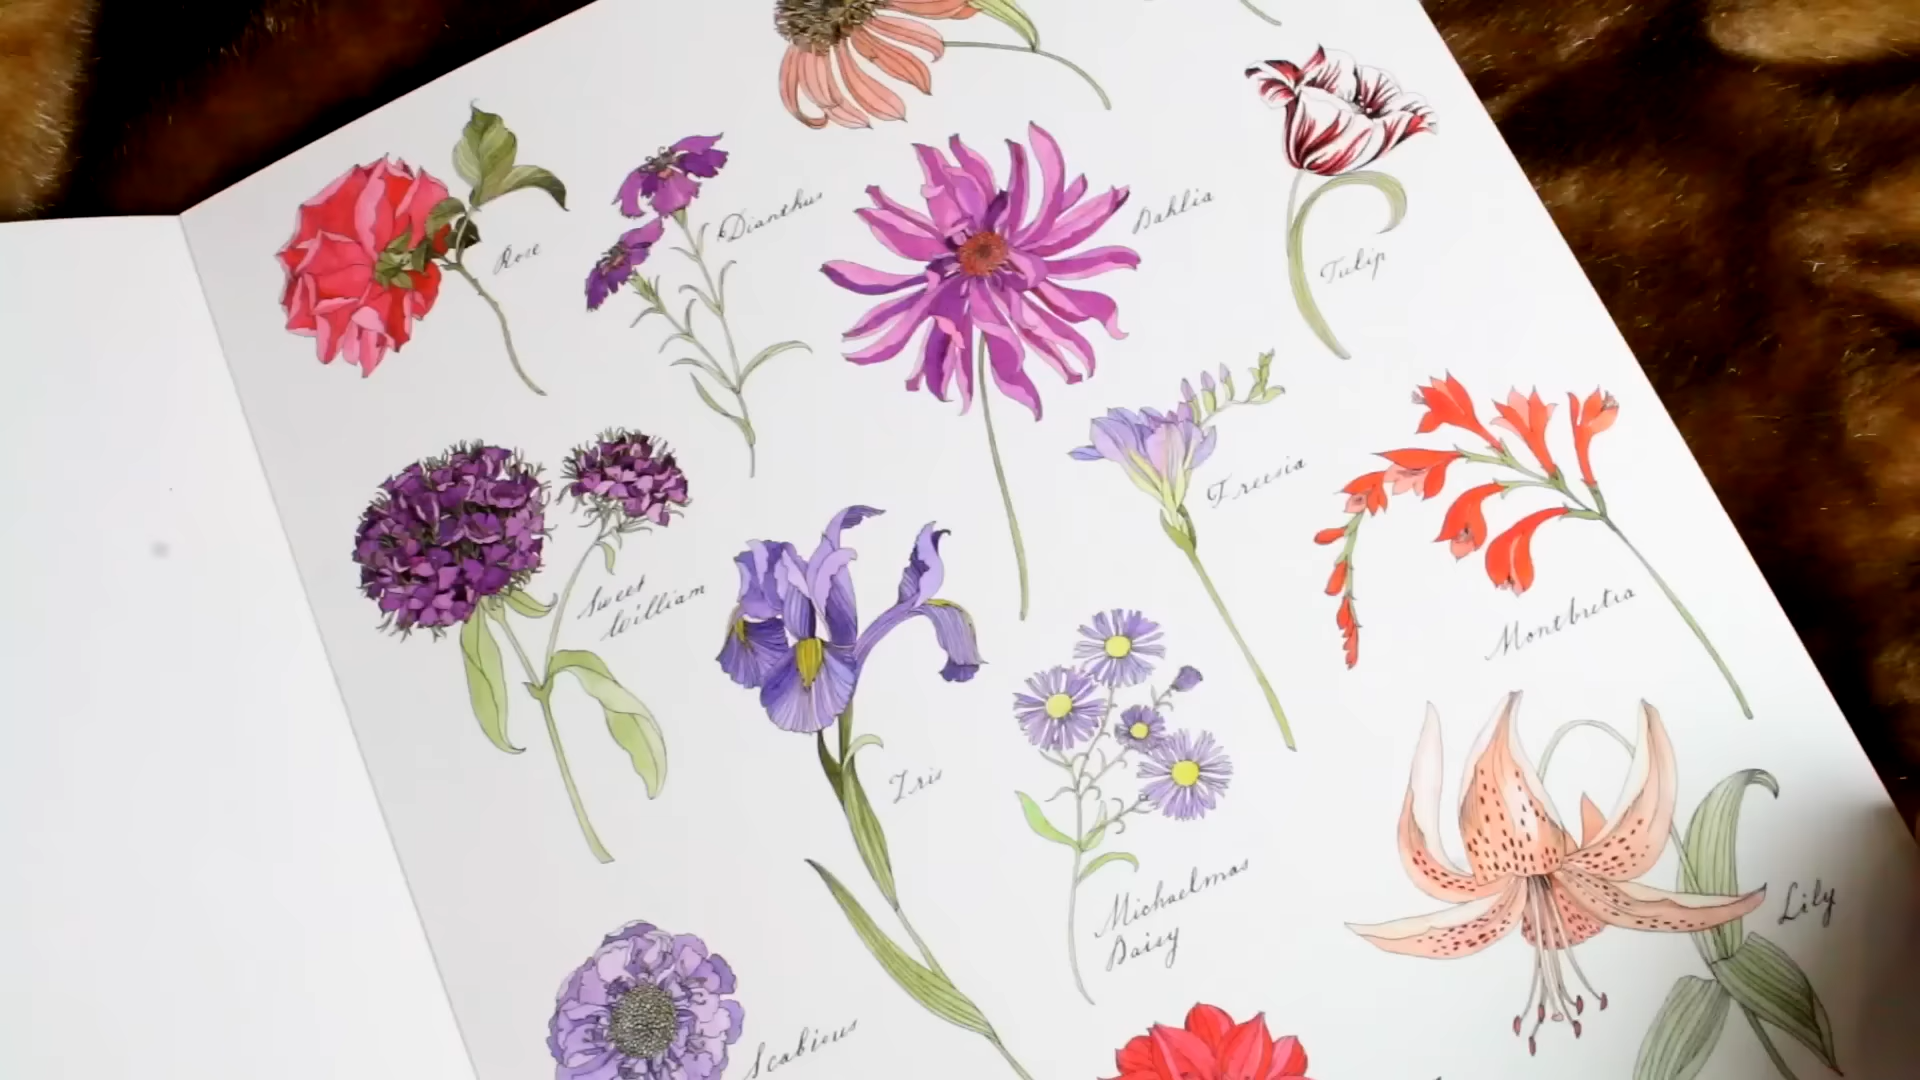 Rose
Dianthus
Dahlia
Tulip
Sweet
William
Freesia
Montbretia
Iris
Michaelmas
Daisy
Lily
Scabious